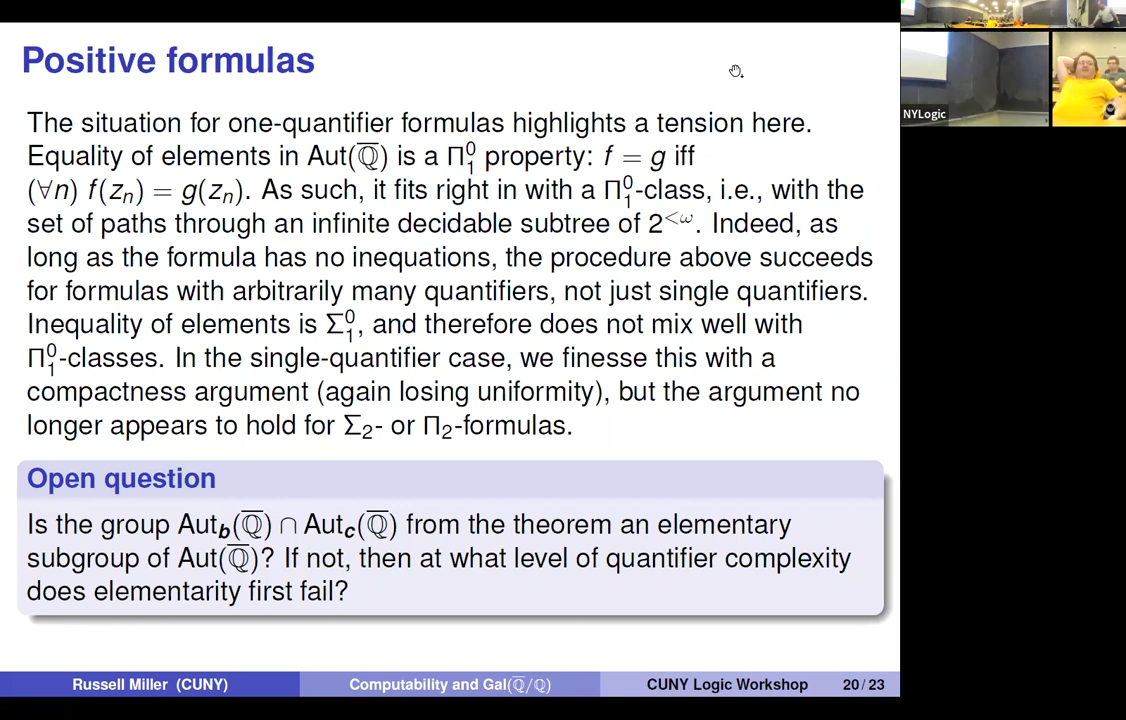 Positive formulas
The situation for one-quantifier formulas highlights a tension here.
Equality of elements in Aut(ℚ̅) is a Π⁰₁ property: f = g iff
(∀n) f(zₙ) = g(zₙ). As such, it fits right in with a Π⁰₁-class, i.e., with the
set of paths through an infinite decidable subtree of 2^{<ω}. Indeed, as
long as the formula has no inequations, the procedure above succeeds
for formulas with arbitrarily many quantifiers, not just single quantifiers.
Inequality of elements is Σ⁰₁, and therefore does not mix well with
Π⁰₁-classes. In the single-quantifier case, we finesse this with a
compactness argument (again losing uniformity), but the argument no
longer appears to hold for Σ₂- or Π₂-formulas.
Open question
Is the group Aut_b(ℚ̅) ∩ Aut_c(ℚ̅) from the theorem an elementary
subgroup of Aut(ℚ̅)? If not, then at what level of quantifier complexity
does elementarity first fail?
Russell Miller (CUNY) Computability and Gal(ℚ̅/ℚ) CUNY Logic Workshop 20 / 23
NYLogic